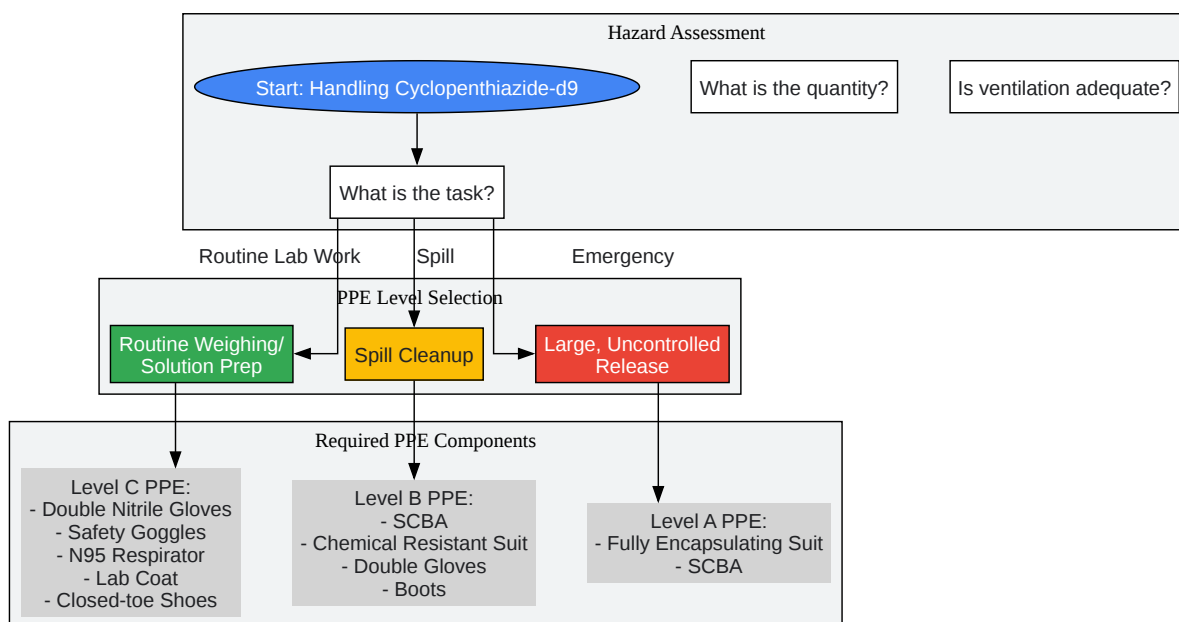 Hazard Assessment
Start: Handling Cyclopenthiazide-d9
What is the quantity?
Is ventilation adequate?
What is the task?
Routine Lab Work
Spill
Emergency
PPE Level Selection
Routine Weighing/
Solution Prep
Spill Cleanup
Large, Uncontrolled
Release
Required PPE Components
Level C PPE:
- Double Nitrile Gloves
- Safety Goggles
- N95 Respirator
- Lab Coat
- Closed-toe Shoes
Level B PPE:
- SCBA
- Chemical Resistant Suit
- Double Gloves
- Boots
Level A PPE:
- Fully Encapsulating Suit
- SCBA